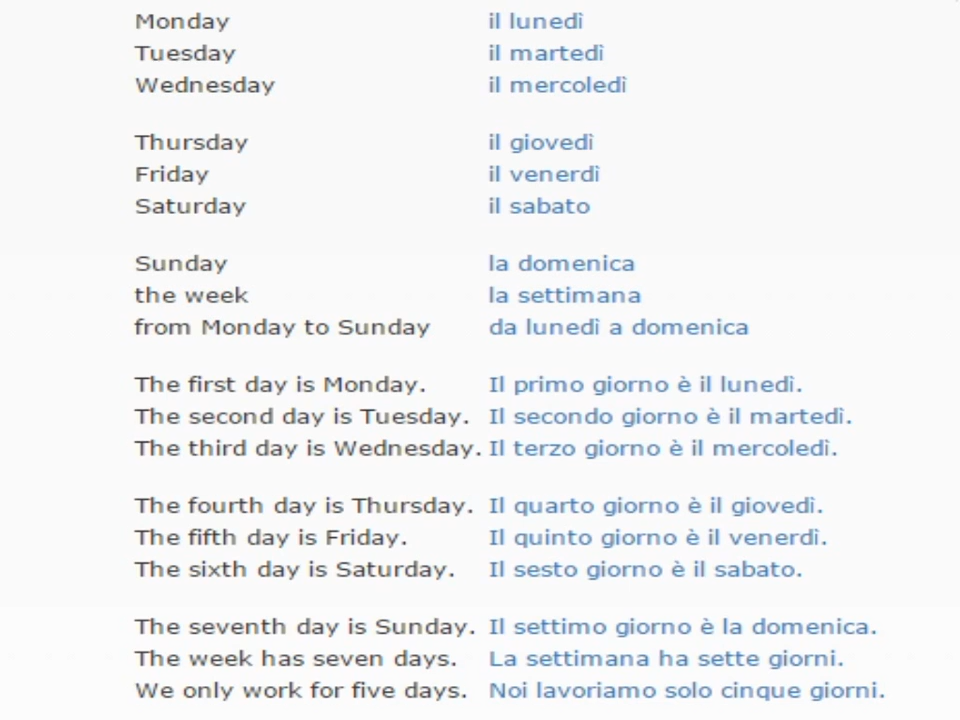 Monday il lunedì
Tuesday il martedì
Wednesday il mercoledì
Thursday il giovedì
Friday il venerdì
Saturday il sabato
Sunday la domenica
the week la settimana
from Monday to Sunday da lunedì a domenica
The first day is Monday. Il primo giorno è il lunedì.
The second day is Tuesday. Il secondo giorno è il martedì.
The third day is Wednesday. Il terzo giorno è il mercoledì.
The fourth day is Thursday. Il quarto giorno è il giovedì.
The fifth day is Friday. Il quinto giorno è il venerdì.
The sixth day is Saturday. Il sesto giorno è il sabato.
The seventh day is Sunday. Il settimo giorno è la domenica.
The week has seven days. La settimana ha sette giorni.
We only work for five days. Noi lavoriamo solo cinque giorni.